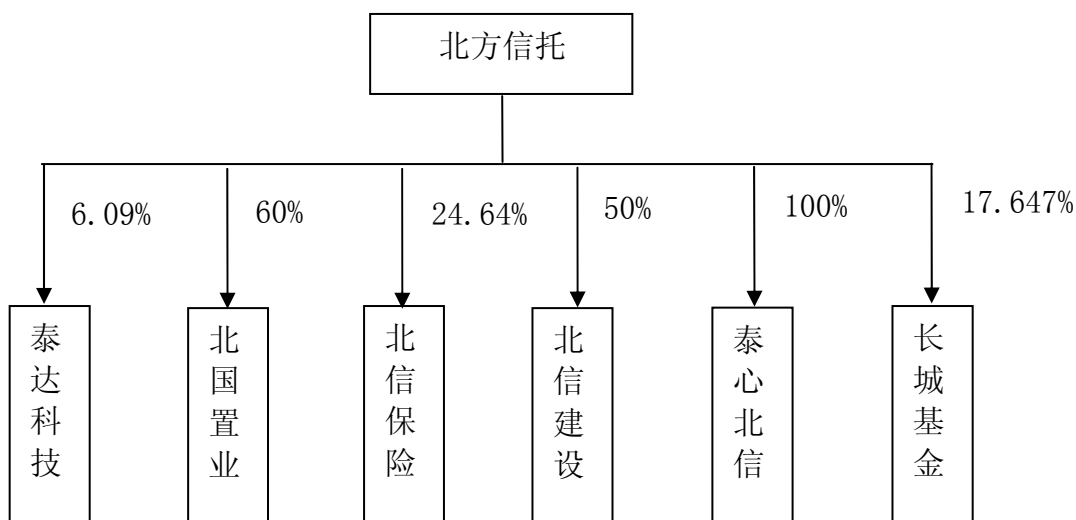 北方信托
6.09%
60%
24.64%
50%
100%
17.647%
泰达科技
北国置业
北信保险
北信建设
泰心北信
长城基金